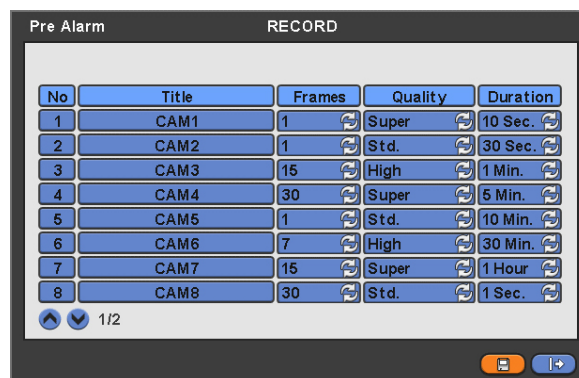 Pre Alarm RECORD
No Title Frames Quality Duration
1 CAM1 1 Super 10 Sec.
2 CAM2 1 Std. 30 Sec.
3 CAM3 15 High 1 Min.
4 CAM4 30 Super 5 Min.
5 CAM5 1 Std. 10 Min.
6 CAM6 7 High 30 Min.
7 CAM7 15 Super 1 Hour
8 CAM8 30 Std. 1 Sec.
1/2